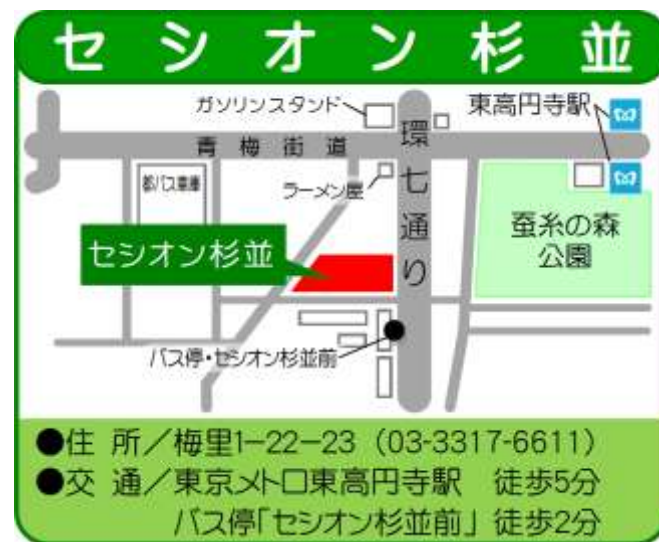 セシオン杉並
ガソリンスタンド
東高円寺駅
青梅街道
環七通り
都バス車庫
ラーメン屋
セシオン杉並
蚕糸の森
公園
バス停・セシオン杉並前
●住　所／梅里1－22－23（03-3317-6611）
●交　通／東京メトロ東高円寺駅　徒歩5分
バス停「セシオン杉並前」徒歩2分